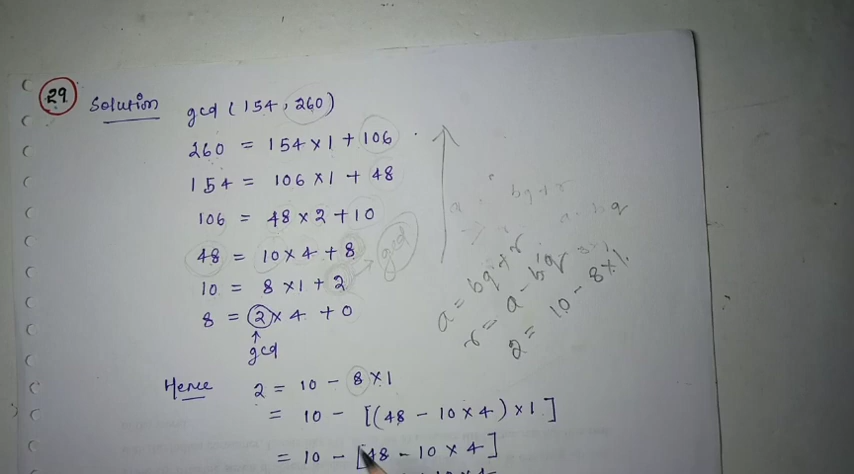 29 Solution gcd (154, 260)
260 = 154 × 1 + 106
154 = 106 × 1 + 48
106 = 48 × 2 + 10
48 = 10 × 4 + 8
gcd
10 = 8 × 1 + 2
8 = 2 × 4 + 0
gcd
a = bq + r
r = a - bq
2 = 10 - 8 × 1
Hence 2 = 10 - 8 × 1
= 10 - [(48 - 10 × 4) × 1]
= 10 - [48 - 10 × 4]